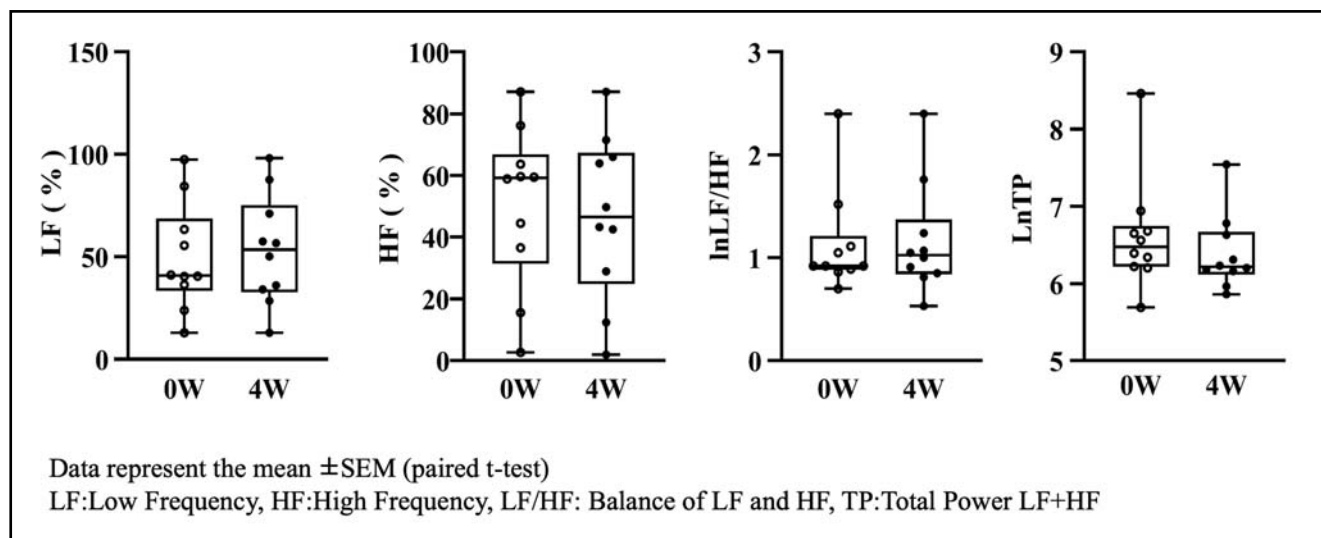 150
100
50
0
LF ( % )
0W 4W
100
80
60
40
20
0
HF ( % )
0W 4W
3
2
1
0
lnLF/HF
0W 4W
9
8
7
6
5
LnTP
0W 4W
Data represent the mean ±SEM (paired t-test)
LF:Low Frequency, HF:High Frequency, LF/HF: Balance of LF and HF, TP:Total Power LF+HF